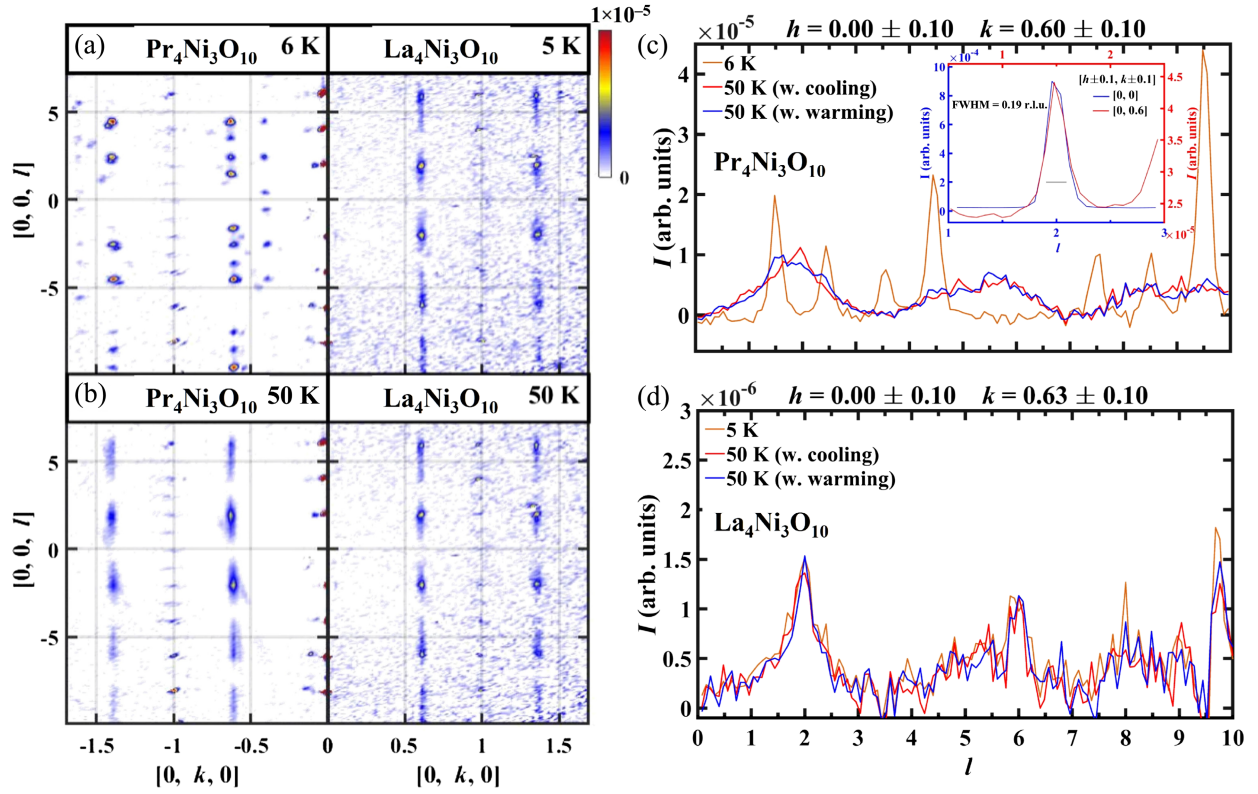 (a) Pr₄Ni₃O₁₀ 6 K La₄Ni₃O₁₀ 5 K
1×10⁻⁵
0
[0, 0, l]
5
0
-5
(b) Pr₄Ni₃O₁₀ 50 K La₄Ni₃O₁₀ 50 K
[0, 0, l]
5
0
-5
-1.5 -1 -0.5 0 0.5 1 1.5
[0, k, 0] [0, k, 0]
(c) ×10⁻⁵ h = 0.00 ± 0.10 k = 0.60 ± 0.10
6 K
50 K (w. cooling)
50 K (w. warming)
Pr₄Ni₃O₁₀
I (arb. units)
4
3
2
1
0
×10⁻⁴ 1 2
10
8
6
4
2
0
I (arb. units)
FWHM = 0.19 r.l.u.
[h±0.1, k±0.1]
[0, 0]
[0, 0.6]
4.5
4
3.5
3
2.5
I (arb. units)
×10⁻⁵
1 2 3
l
(d) ×10⁻⁶ h = 0.00 ± 0.10 k = 0.63 ± 0.10
5 K
50 K (w. cooling)
50 K (w. warming)
La₄Ni₃O₁₀
I (arb. units)
3
2.5
2
1.5
1
0.5
0
0 1 2 3 4 5 6 7 8 9 10
l